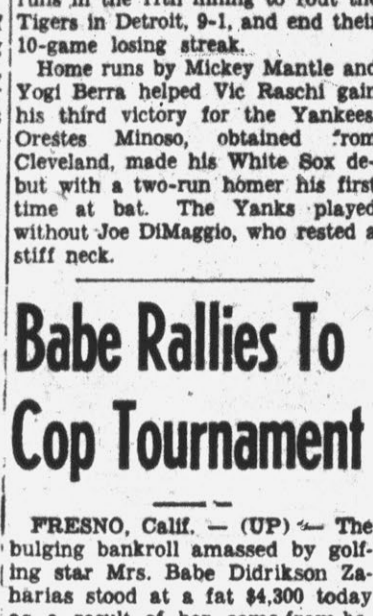 Tigers in Detroit, 9-1, and end their
10-game losing streak.
Home runs by Mickey Mantle and
Yogi Berra helped Vic Raschi gain
his third victory for the Yankees
Orestes Minoso, obtained from
Cleveland, made his White Sox de-
but with a two-run homer his first
time at bat. The Yanks played
without Joe DiMaggio, who rested a
stiff neck.
Babe Rallies To
Cop Tournament
FRESNO, Calif. — (UP) — The
bulging bankroll amassed by golf-
ing star Mrs. Babe Didrikson Za-
harias stood at a fat $4,300 today